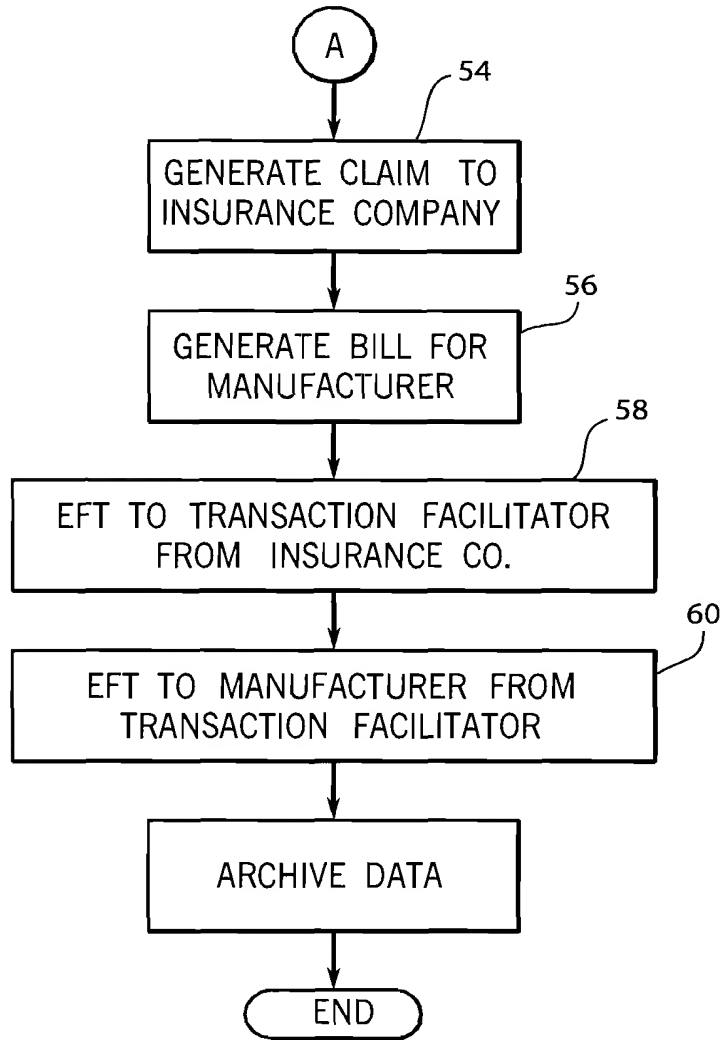 A
54
GENERATE CLAIM TO
INSURANCE COMPANY
56
GENERATE BILL FOR
MANUFACTURER
58
EFT TO TRANSACTION FACILITATOR
FROM INSURANCE CO.
60
EFT TO MANUFACTURER FROM
TRANSACTION FACILITATOR
ARCHIVE DATA
END